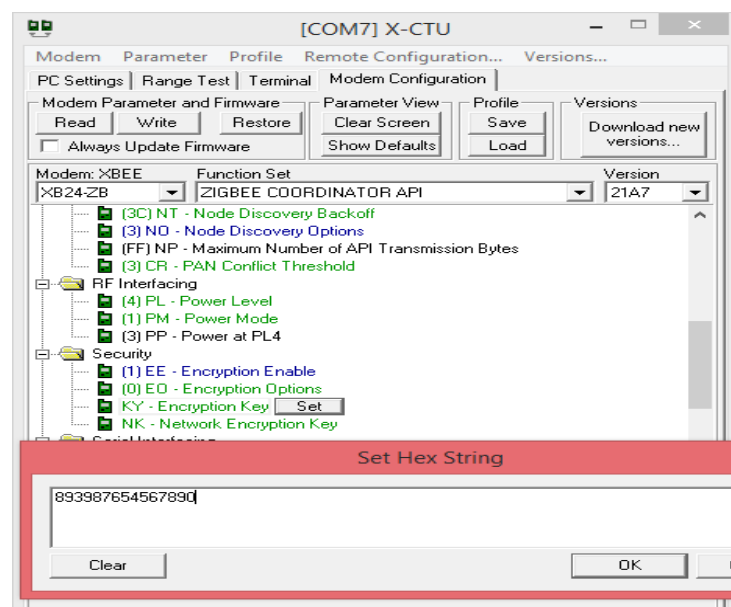 [COM7] X-CTU
Modem Parameter Profile Remote Configuration... Versions...
PC Settings Range Test Terminal Modem Configuration
Modem Parameter and Firmware Parameter View Profile Versions
Read Write Restore Clear Screen Save Download new versions...
Always Update Firmware Show Defaults Load
Modem: XBEE Function Set Version
XB24-ZB ZIGBEE COORDINATOR API 21A7
(3C) NT - Node Discovery Backoff
(3) NO - Node Discovery Options
(FF) NP - Maximum Number of API Transmission Bytes
(3) CR - PAN Conflict Threshold
RF Interfacing
(4) PL - Power Level
(1) PM - Power Mode
(3) PP - Power at PL4
Security
(1) EE - Encryption Enable
(0) EO - Encryption Options
KY - Encryption Key Set
NK - Network Encryption Key
Serial Interfacing
Set Hex String
893987654567890
Clear OK